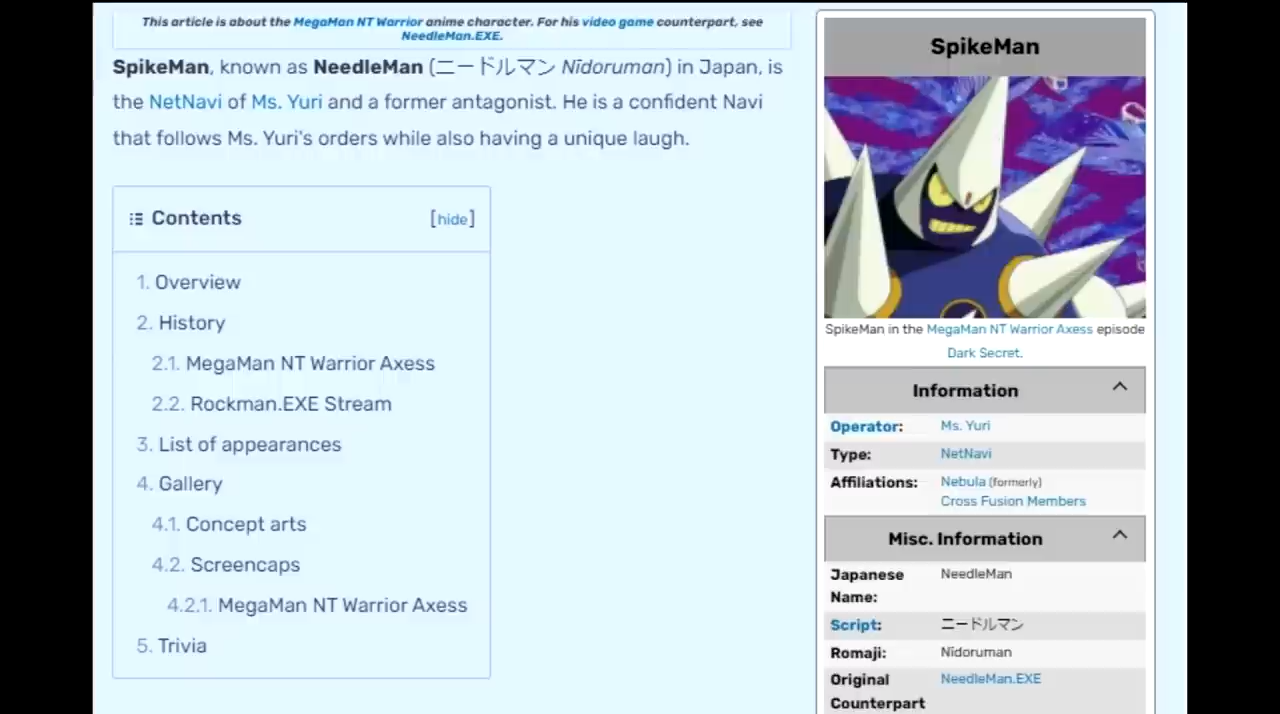 This article is about the MegaMan NT Warrior anime character. For his video game counterpart, see
NeedleMan.EXE.
SpikeMan, known as NeedleMan (ニードルマン Nīdoruman) in Japan, is
the NetNavi of Ms. Yuri and a former antagonist. He is a confident Navi
that follows Ms. Yuri's orders while also having a unique laugh.
Contents [hide]
1. Overview
2. History
2.1. MegaMan NT Warrior Axess
2.2. Rockman.EXE Stream
3. List of appearances
4. Gallery
4.1. Concept arts
4.2. Screencaps
4.2.1. MegaMan NT Warrior Axess
5. Trivia
SpikeMan
SpikeMan in the MegaMan NT Warrior Axess episode
Dark Secret.
Information
Operator: Ms. Yuri
Type: NetNavi
Affiliations: Nebula (formerly)
Cross Fusion Members
Misc. Information
Japanese NeedleMan
Name:
Script: ニードルマン
Romaji: Nīdoruman
Original NeedleMan.EXE
Counterpart